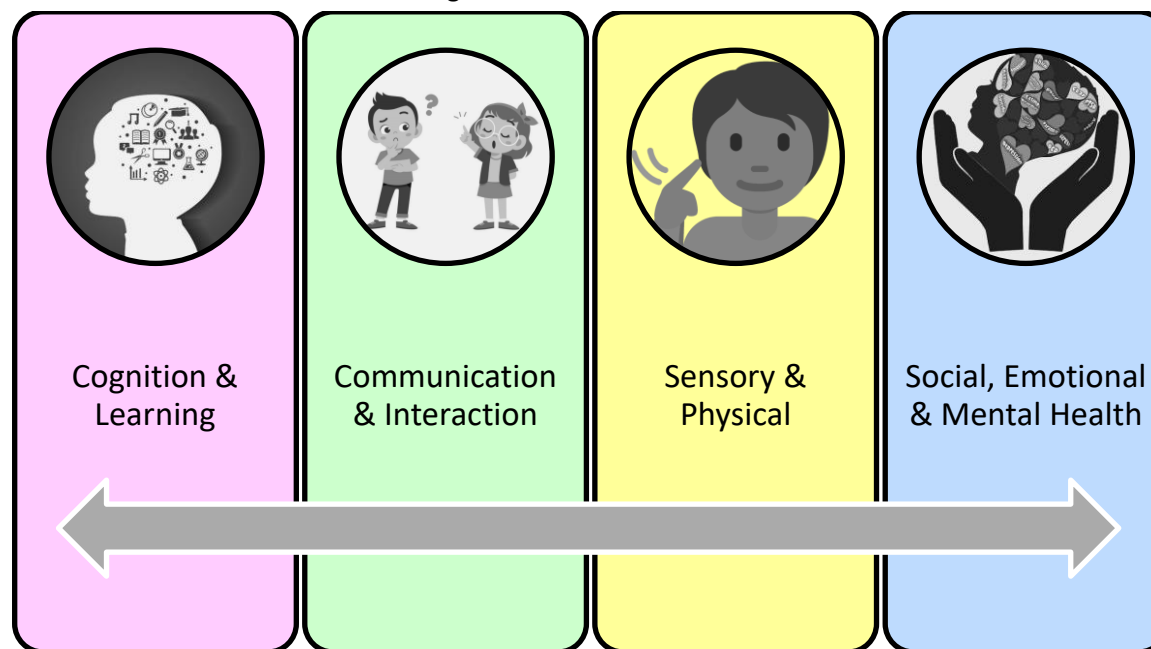 Cognition &
Learning
Communication
& Interaction
Sensory &
Physical
Social, Emotional
& Mental Health